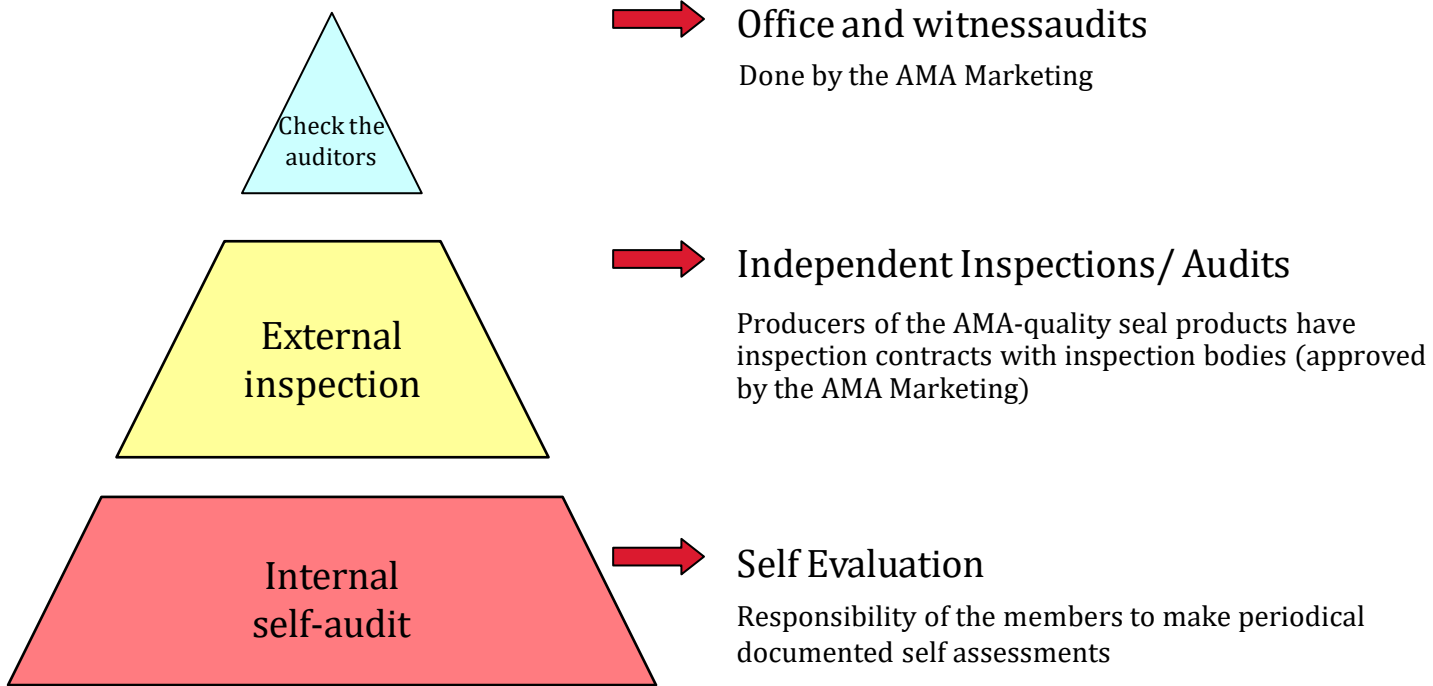 Office and witnessaudits
Done by the AMA Marketing
Check the
auditors
Independent Inspections/ Audits
Producers of the AMA-quality seal products have
inspection contracts with inspection bodies (approved
by the AMA Marketing)
External
inspection
Self Evaluation
Responsibility of the members to make periodical
documented self assessments
Internal
self-audit